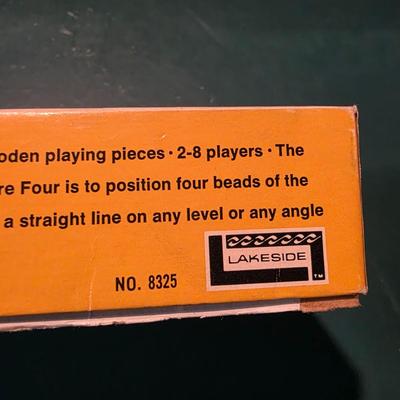 oden playing pieces · 2-8 players · The
re Four is to position four beads of the
a straight line on any level or any angle
LAKESIDE
TM
NO. 8325